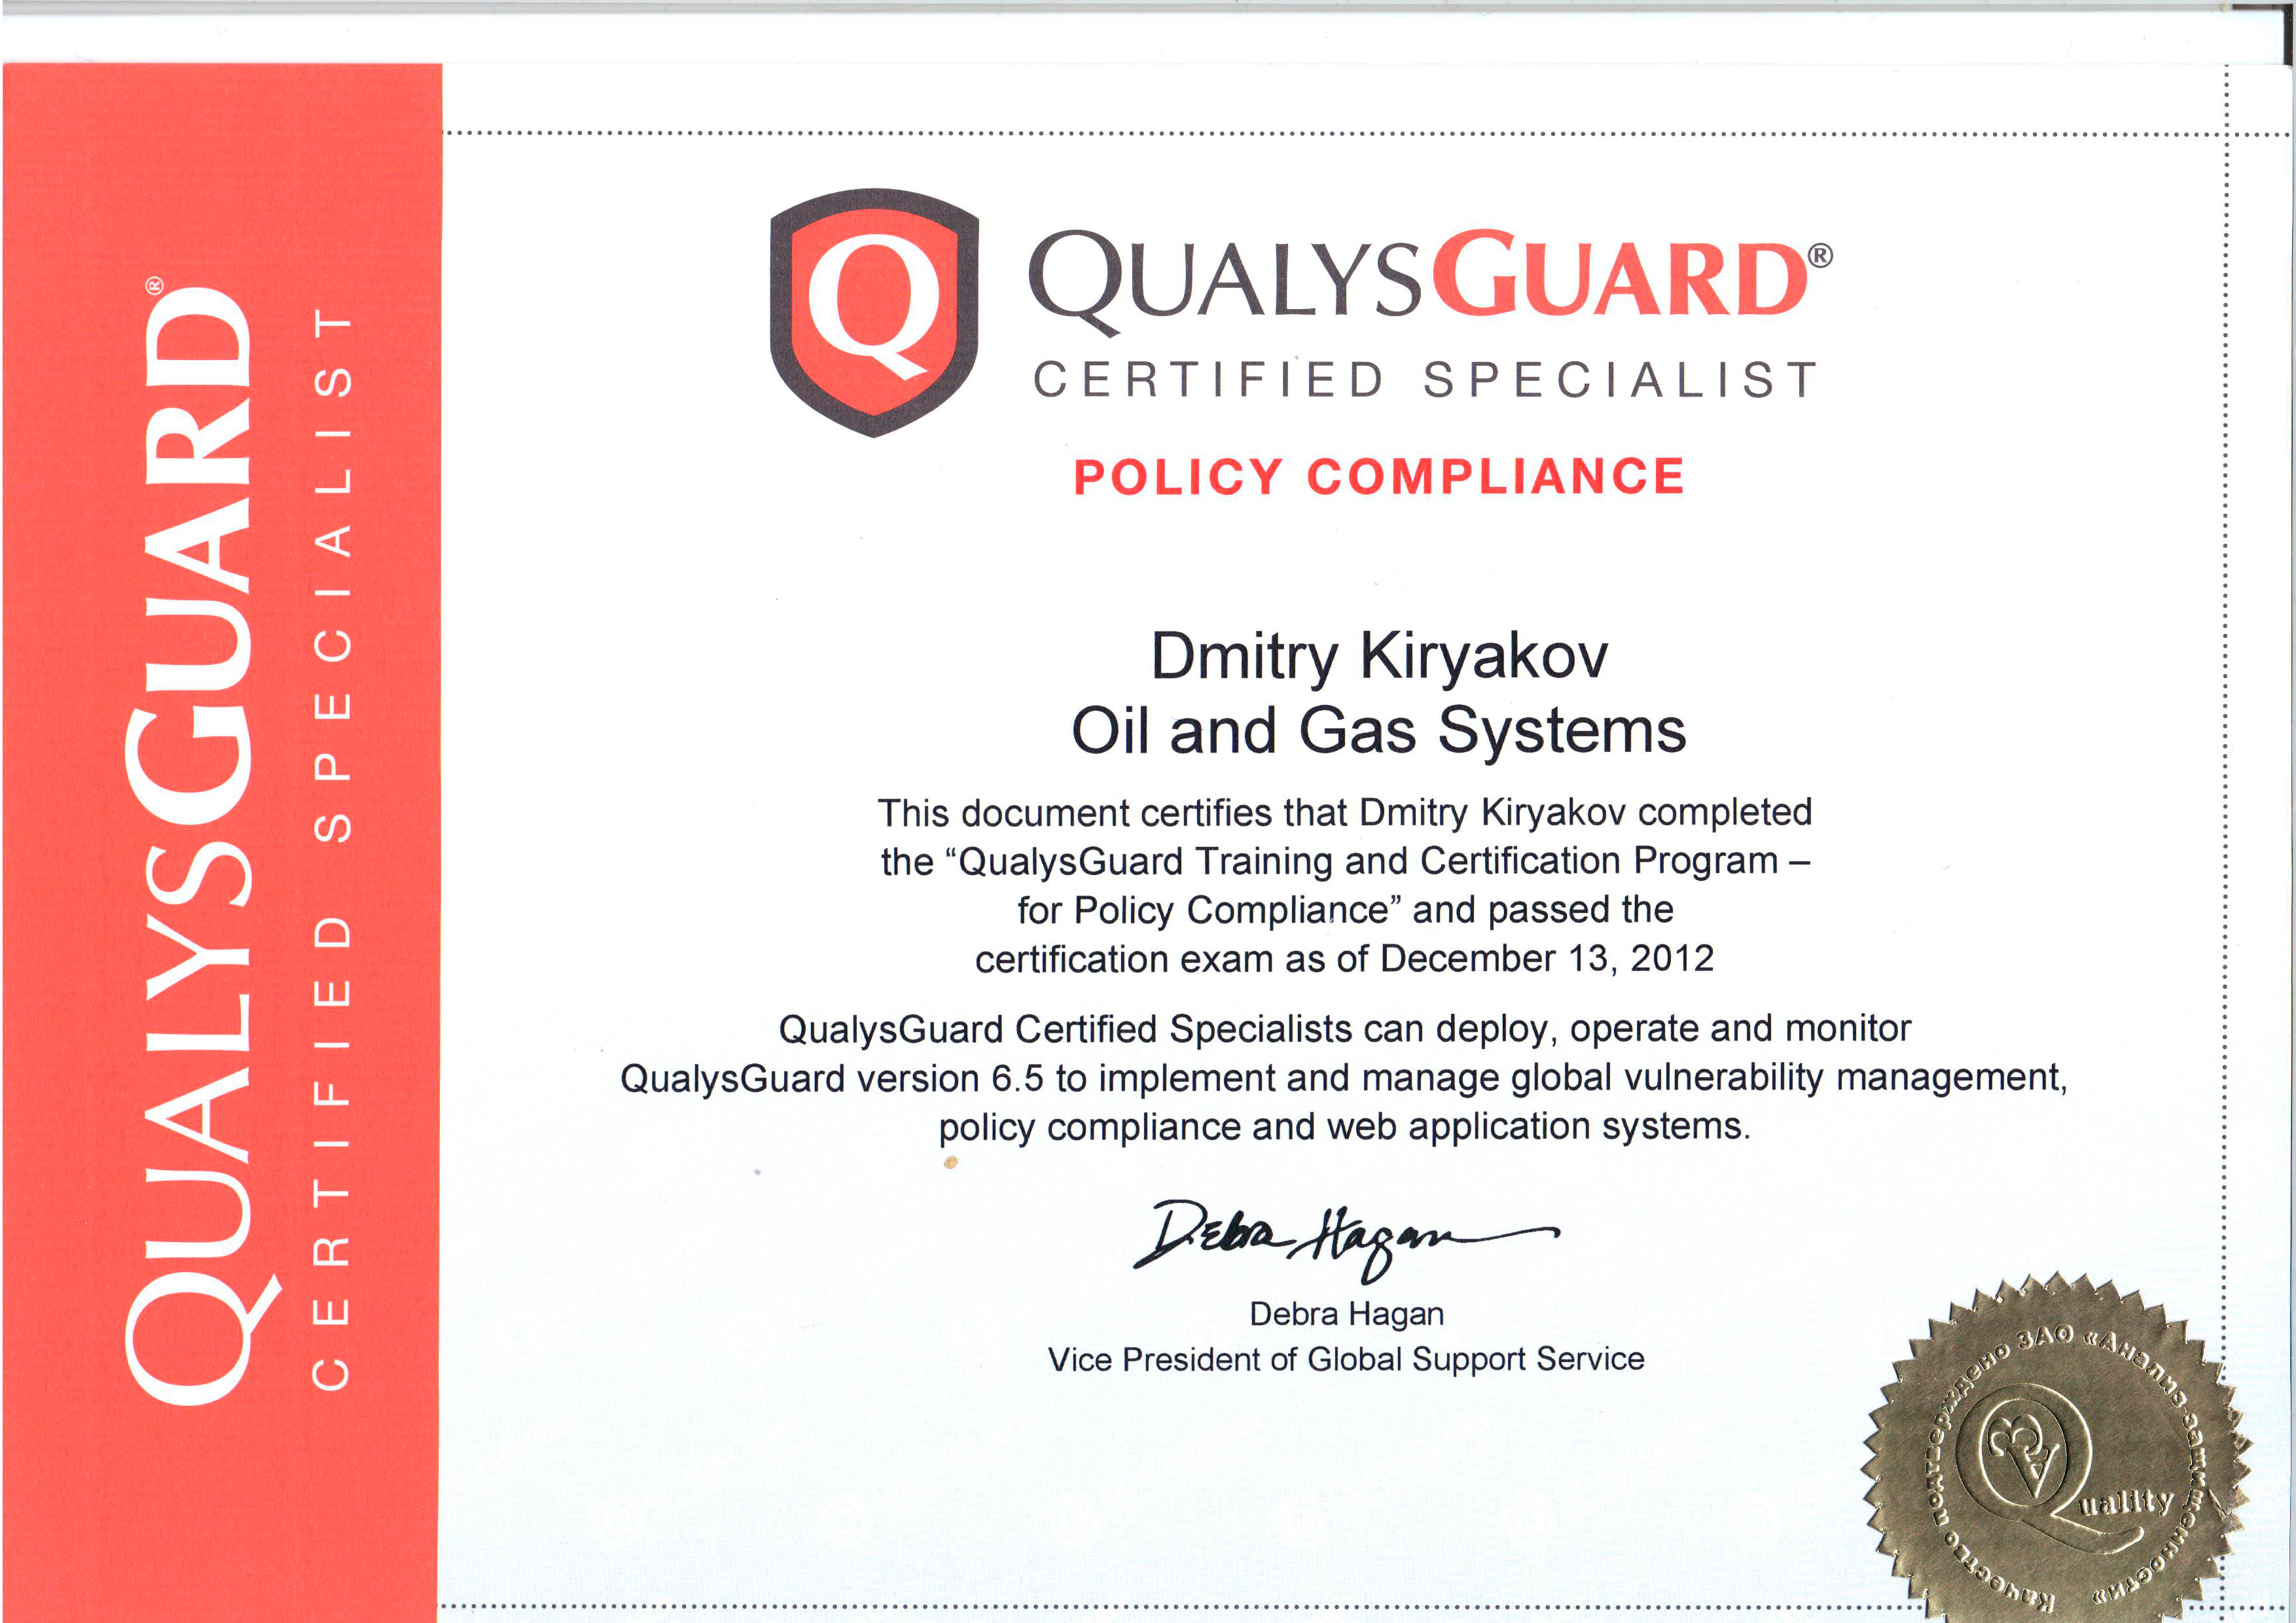 QUALYSGUARD®
CERTIFIED SPECIALIST
Q
QUALYSGUARD®
CERTIFIED SPECIALIST
POLICY COMPLIANCE
Dmitry Kiryakov
Oil and Gas Systems
This document certifies that Dmitry Kiryakov completed
the “QualysGuard Training and Certification Program –
for Policy Compliance” and passed the
certification exam as of December 13, 2012
QualysGuard Certified Specialists can deploy, operate and monitor
QualysGuard version 6.5 to implement and manage global vulnerability management,
policy compliance and web application systems.
Debra Hagan
Debra Hagan
Vice President of Global Support Service
Качество подтверждено ЗАО «Анализ-защищенности»
Quality